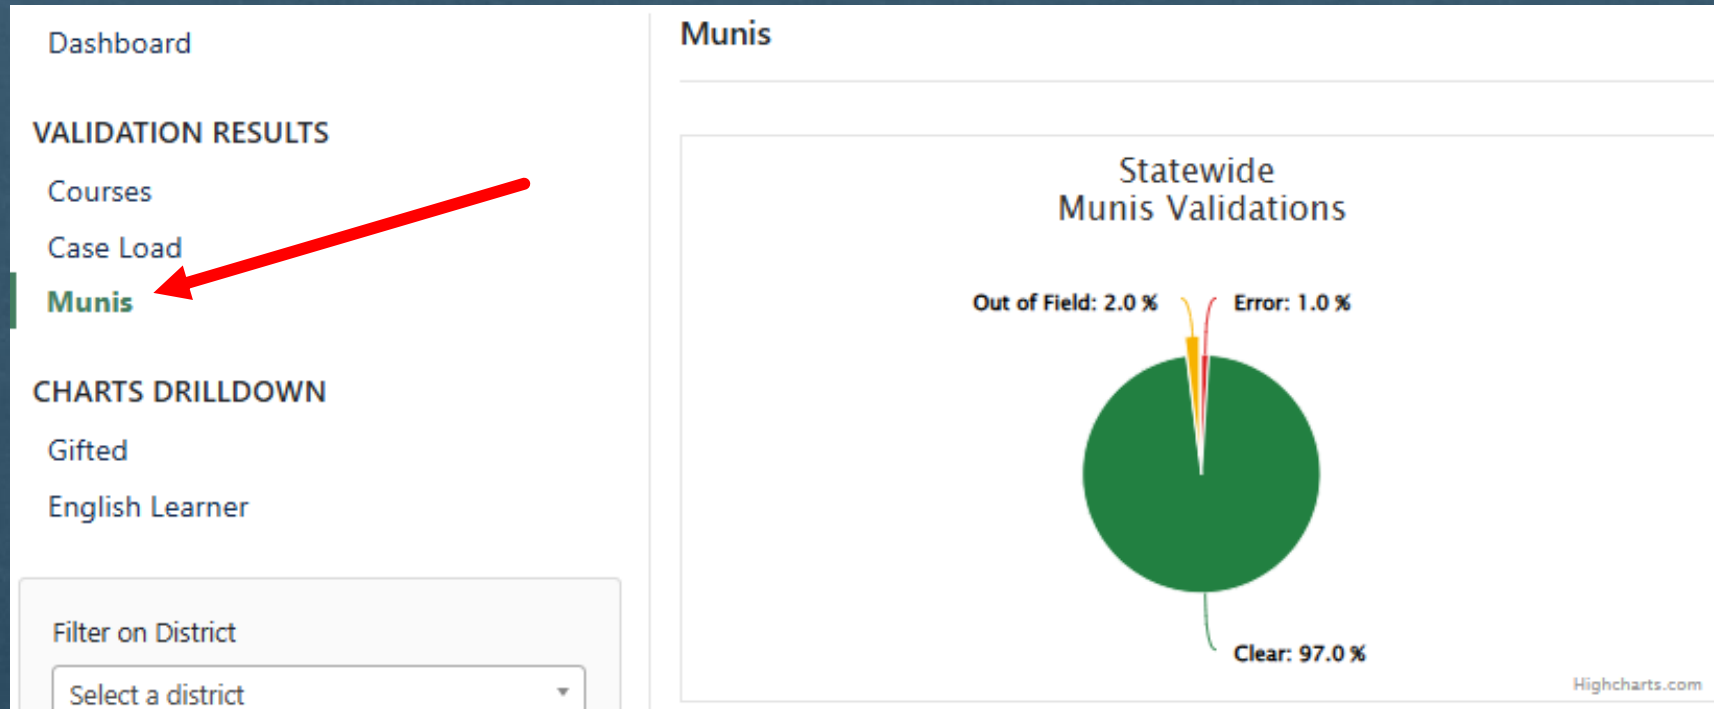 Dashboard
VALIDATION RESULTS
Courses
Case Load
Munis
CHARTS DRILLDOWN
Gifted
English Learner
Filter on District
Select a district
Munis
Statewide
Munis Validations
Out of Field: 2.0 %
Error: 1.0 %
Clear: 97.0 %
Highcharts.com